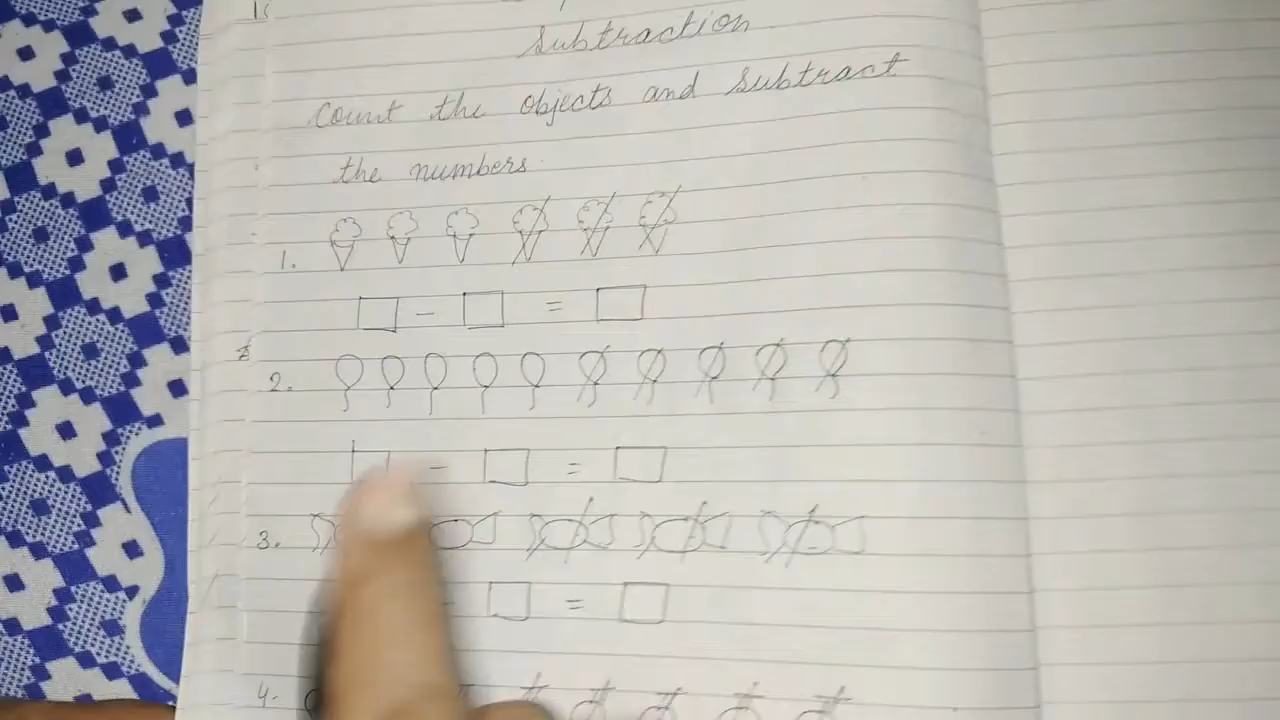 Subtraction
Count the objects and Subtract
the numbers
1.
- =
2.
- =
3.
=
4.